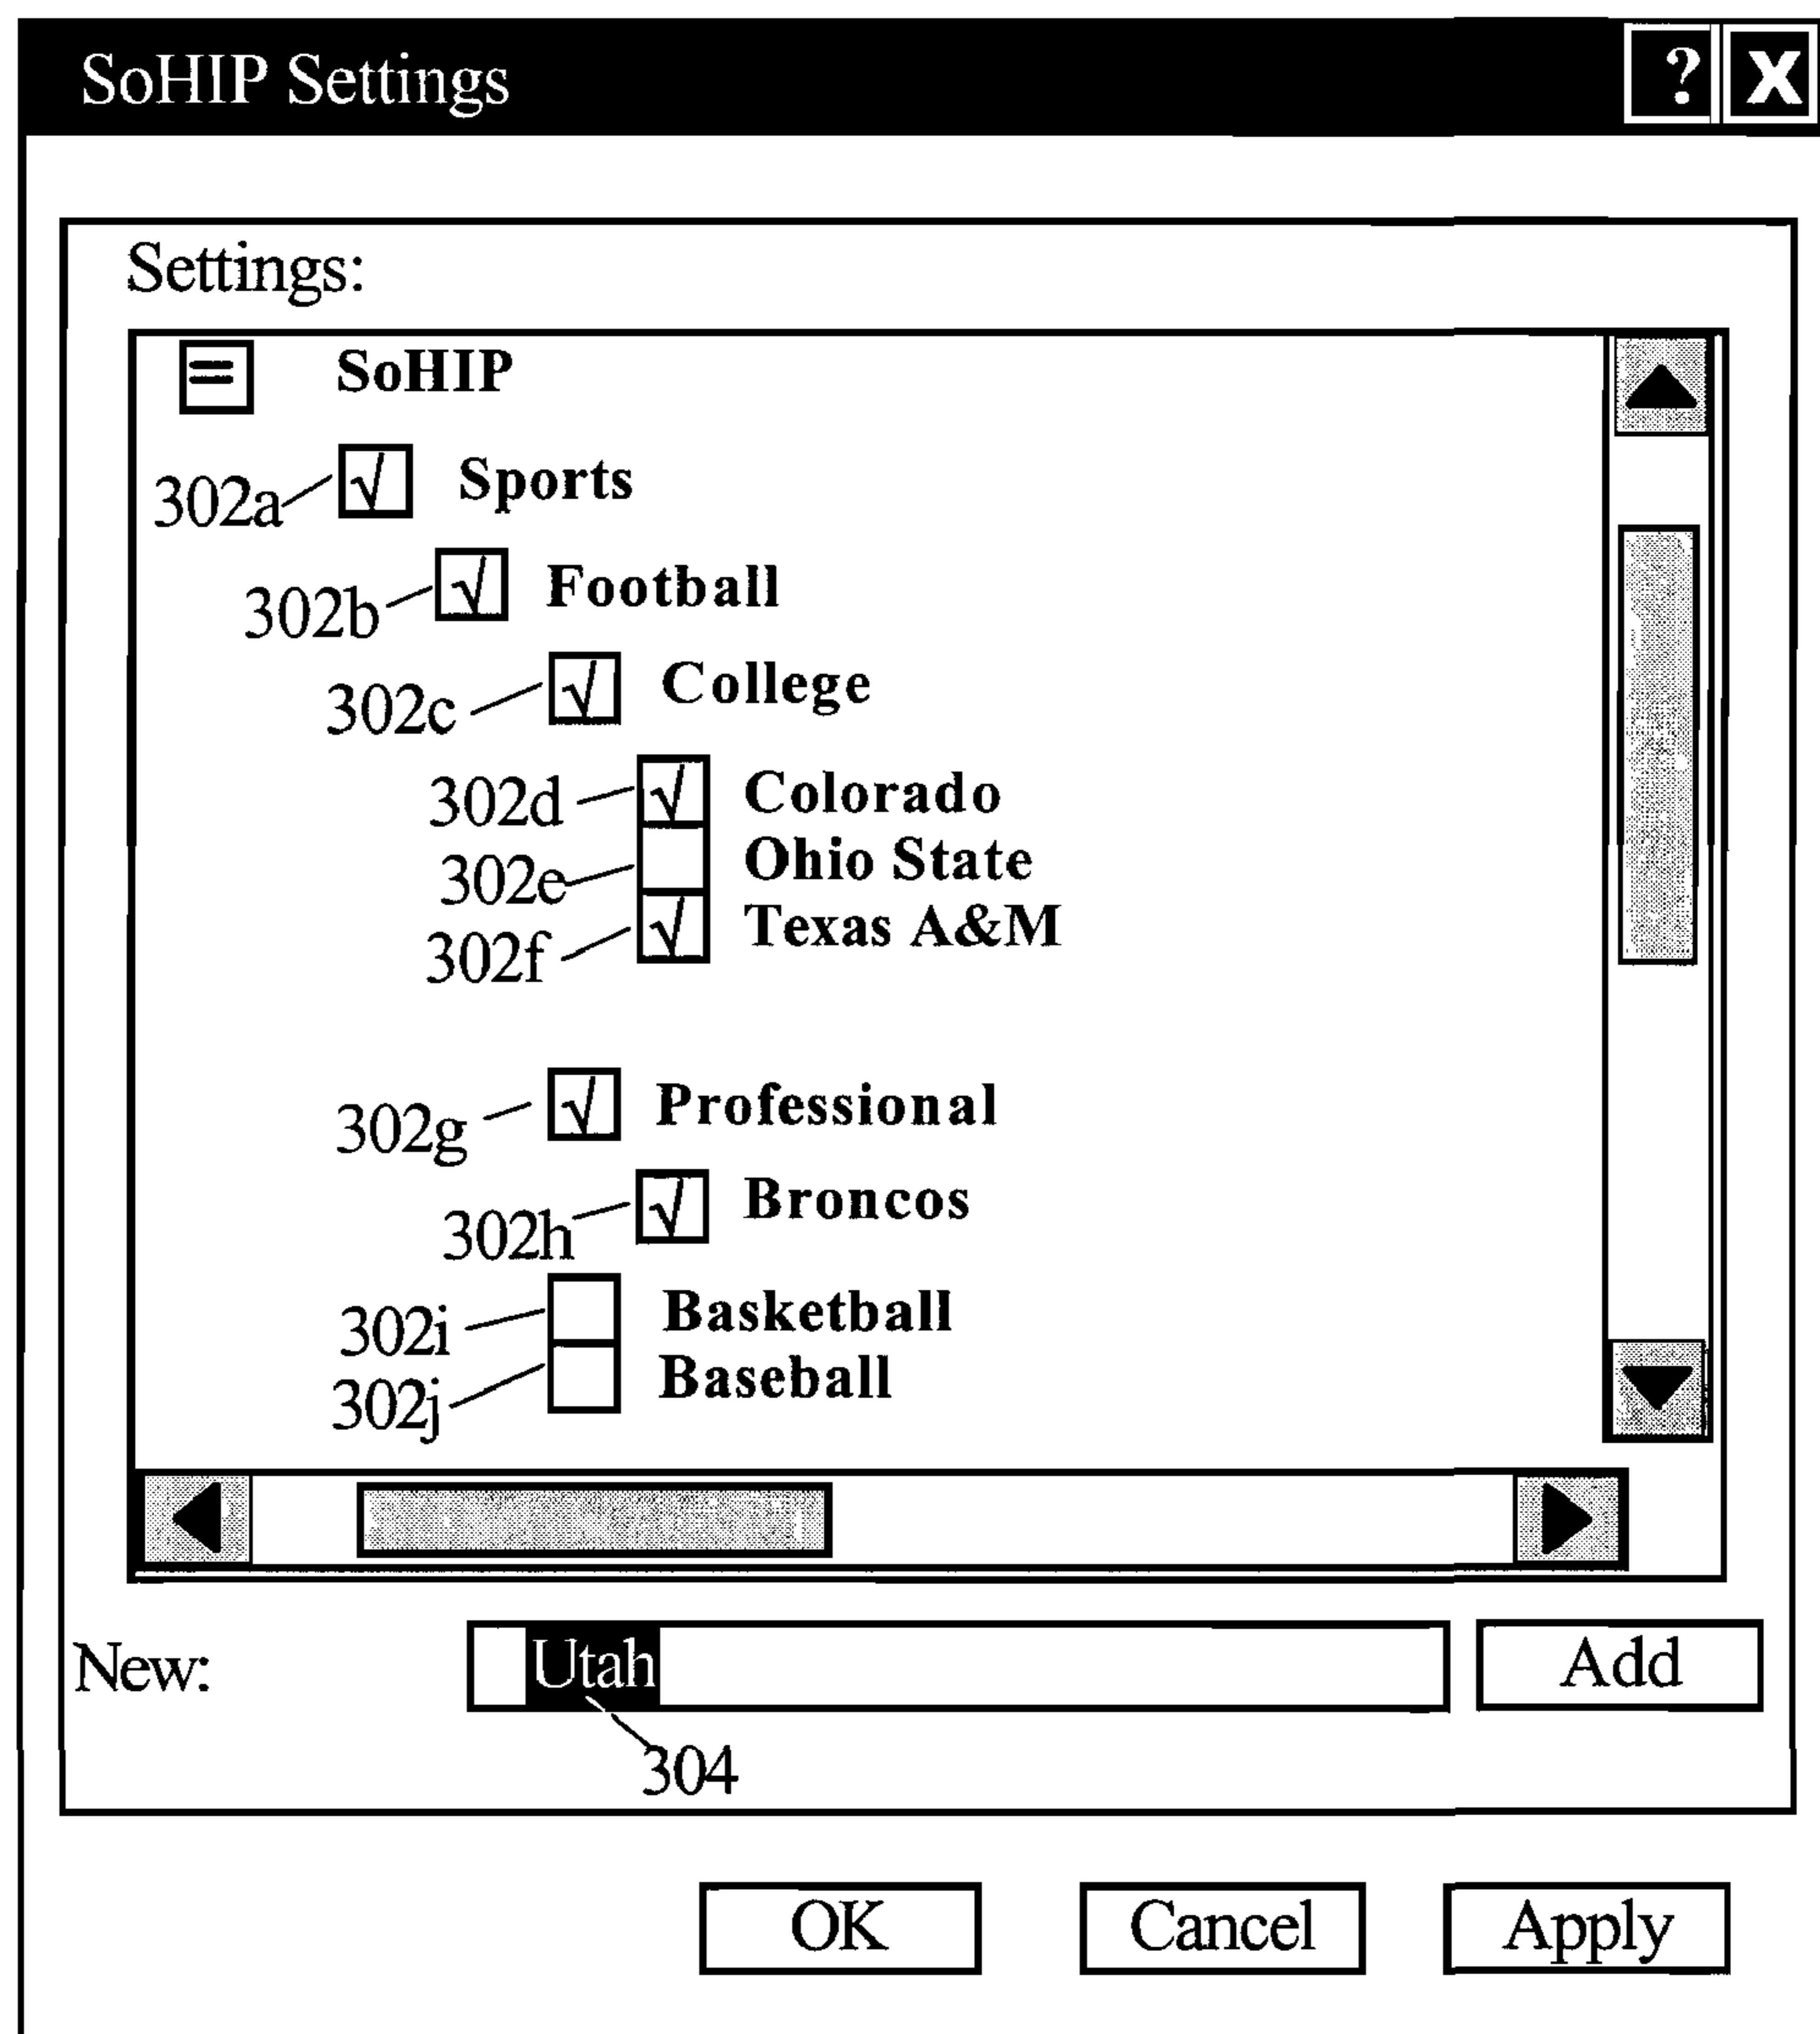 SoHIP Settings ? X
Settings:
= SoHIP
302a √ Sports
302b √ Football
302c √ College
302d √ Colorado
302e Ohio State
302f √ Texas A&M
302g √ Professional
302h √ Broncos
302i Basketball
302j Baseball
New: Utah Add
304
OK Cancel Apply